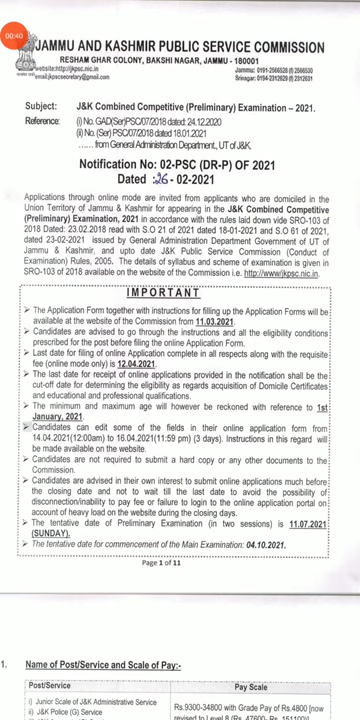 00:40
JAMMU AND KASHMIR PUBLIC SERVICE COMMISSION
RESHAM GHAR COLONY, BAKSHI NAGAR, JAMMU - 180001
website:http://jkpsc.nic.in
email:jkpscsecretary@gmail.com
Jammu: 0191-2566528 (f) 2566530
Srinagar: 0194-2312629 (f) 2312631
Subject: J&K Combined Competitive (Preliminary) Examination – 2021.
Reference: (i) No. GAD(Ser)PSC/07/2018 dated: 24.12.2020
(ii) No. (Ser) PSC/07/2018 dated 18.01.2021
...... from General Administration Department., UT of J&K.
Notification No: 02-PSC (DR-P) OF 2021
Dated :26 - 02-2021
Applications through online mode are invited from applicants who are domiciled in the
Union Territory of Jammu & Kashmir for appearing in the J&K Combined Competitive
(Preliminary) Examination, 2021 in accordance with the rules laid down vide SRO-103 of
2018 Dated: 23.02.2018 read with S.O 21 of 2021 dated 18-01-2021 and S.O 61 of 2021,
dated 23-02-2021 issued by General Administration Department Government of UT of
Jammu & Kashmir, and upto date J&K Public Service Commission (Conduct of
Examination) Rules, 2005. The details of syllabus and scheme of examination is given in
SRO-103 of 2018 available on the website of the Commission i.e. http://www/jkpsc.nic.in.
IMPORTANT
➢ The Application Form together with instructions for filling up the Application Forms will be
available at the website of the Commission from 11.03.2021.
➢ Candidates are advised to go through the instructions and all the eligibility conditions
prescribed for the post before filing the online Application Form.
➢ Last date for filing of online Application complete in all respects along with the requisite
fee (online mode only) is 12.04.2021.
➢ The last date for receipt of online applications provided in the notification shall be the
cut-off date for determining the eligibility as regards acquisition of Domicile Certificates
and educational and professional qualifications.
➢ The minimum and maximum age will however be reckoned with reference to 1st
January, 2021.
➢ Candidates can edit some of the fields in their online application form from
14.04.2021(12:00am) to 16.04.2021(11:59 pm) (3 days). Instructions in this regard will
be made available on the website.
➢ Candidates are not required to submit a hard copy or any other documents to the
Commission.
➢ Candidates are advised in their own interest to submit online applications much before
the closing date and not to wait till the last date to avoid the possibility of
disconnection/inability to pay fee or failure to login to the online application portal on
account of heavy load on the website during the closing days.
➢ The tentative date of Preliminary Examination (in two sessions) is 11.07.2021
(SUNDAY).
➢ The tentative date for commencement of the Main Examination: 04.10.2021.
Page 1 of 11
1. Name of Post/Service and Scale of Pay:-
Post/Service Pay Scale
i) Junior Scale of J&K Administrative Service
ii) J&K Police (G) Service
Rs.9300-34800 with Grade Pay of Rs.4800 [now
revised to Level 8 (Rs. 47600- Rs. 151100)]